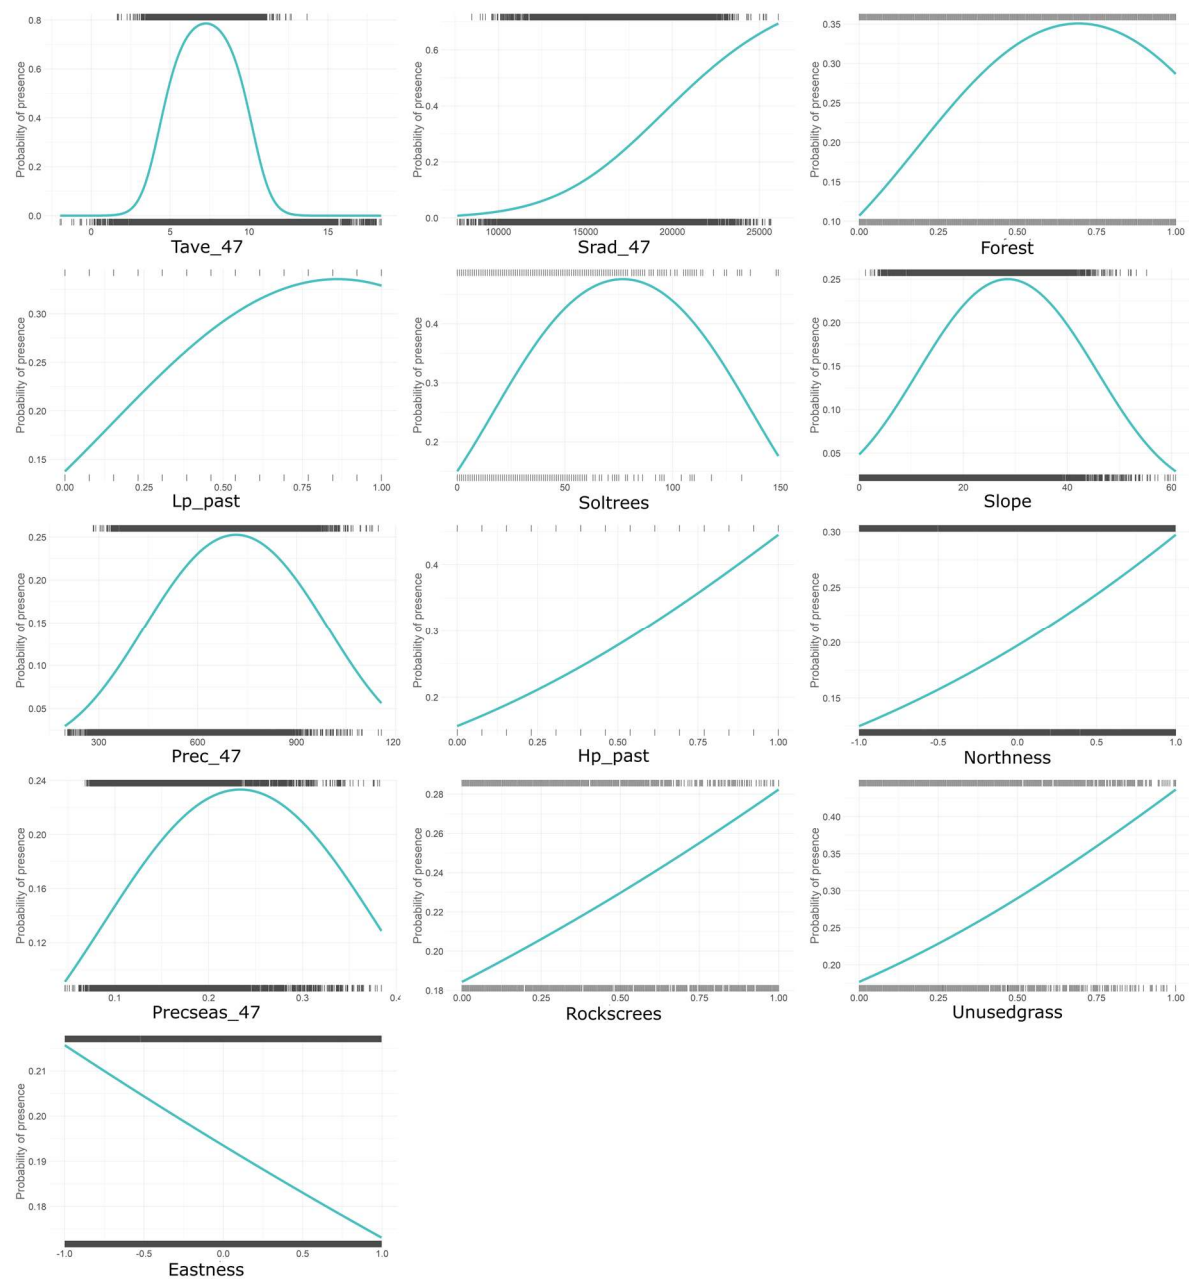 Probability of presence
0.8
0.6
0.4
0.2
0.0
0 5 10 15
Tave_47
Probability of presence
0.6
0.4
0.2
0.0
10000 15000 20000 25000
Srad_47
Probability of presence
0.35
0.30
0.25
0.20
0.15
0.10
0.00 0.25 0.50 0.75 1.00
Forest
Probability of presence
0.30
0.25
0.20
0.15
0.00 0.25 0.50 0.75 1.00
Lp_past
Probability of presence
0.4
0.3
0.2
0 50 100 150
Soltrees
Probability of presence
0.25
0.20
0.15
0.10
0.05
0 20 40 60
Slope
Probability of presence
0.25
0.20
0.15
0.10
0.05
300 600 900 120
Prec_47
Probability of presence
0.4
0.3
0.2
0.00 0.25 0.50 0.75 1.00
Hp_past
Probability of presence
0.30
0.25
0.20
0.15
-1.0 -0.5 0.0 0.5 1.0
Northness
Probability of presence
0.24
0.20
0.16
0.12
0.1 0.2 0.3 0.4
Precseas_47
Probability of presence
0.28
0.26
0.24
0.22
0.20
0.18
0.00 0.25 0.50 0.75 1.00
Rockscrees
Probability of presence
0.40
0.35
0.30
0.25
0.20
0.00 0.25 0.50 0.75 1.00
Unusedgrass
Probability of presence
0.21
0.20
0.19
0.18
-1.0 -0.5 0.0 0.5 1.0
Eastness